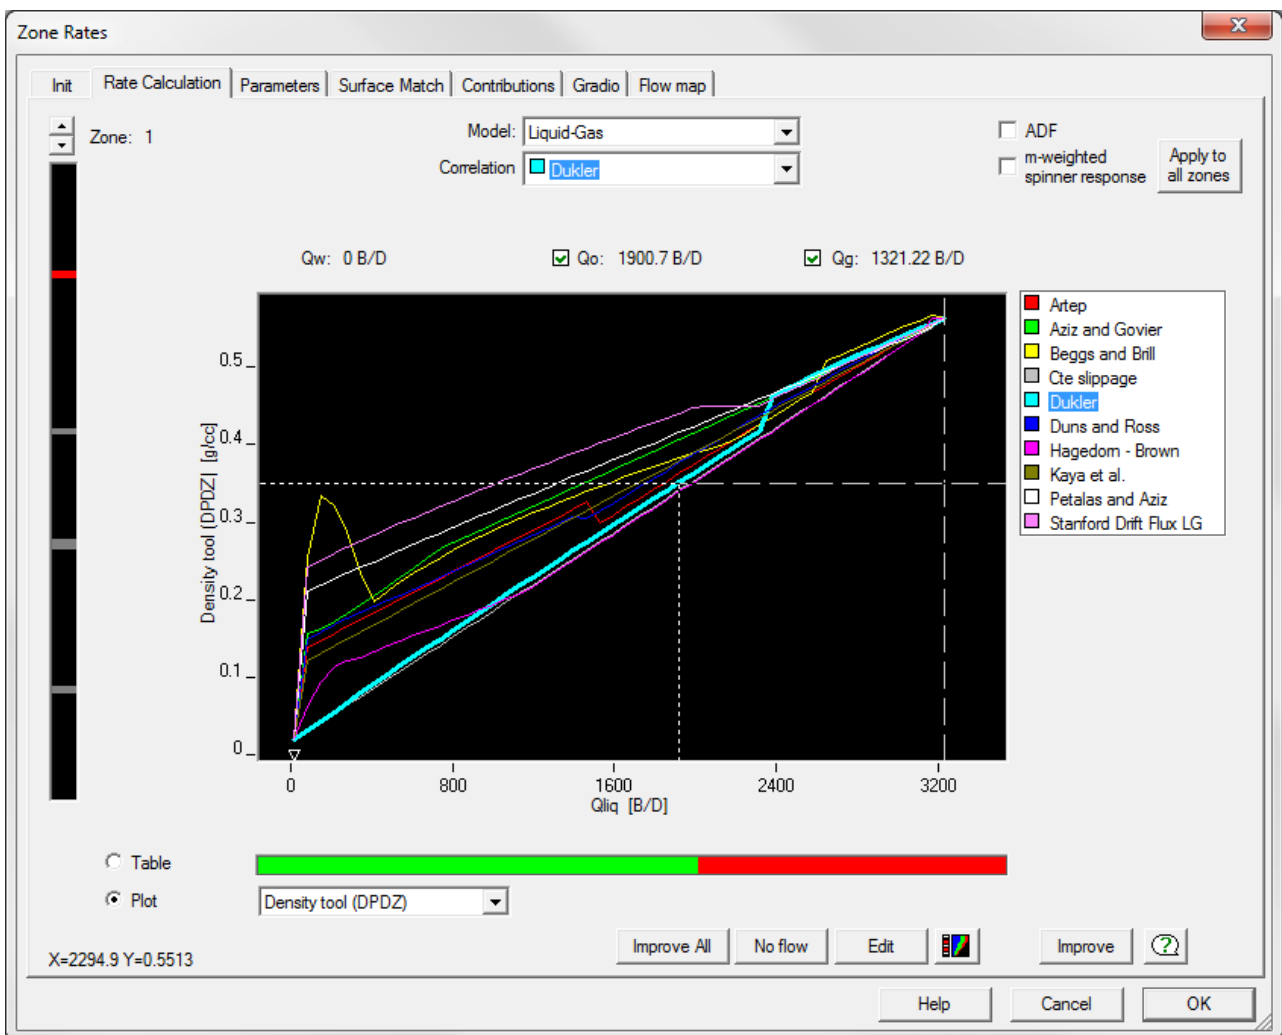 Zone Rates
x
Init Rate Calculation Parameters Surface Match Contributions Gradio Flow map
Zone: 1
Model: Liquid-Gas
Correlation Dukler
ADF
m-weighted
spinner response
Apply to
all zones
Qw: 0 B/D Qo: 1900.7 B/D Qg: 1321.22 B/D
Density tool (DPDZ) [g/cc]
0.5
0.4
0.3
0.2
0.1
0
0 800 1600 2400 3200
Qliq [B/D]
Artep
Aziz and Govier
Beggs and Brill
Cte slippage
Dukler
Duns and Ross
Hagedorn - Brown
Kaya et al.
Petalas and Aziz
Stanford Drift Flux LG
Table
Plot
Density tool (DPDZ)
X=2294.9 Y=0.5513
Improve All No flow Edit Improve ?
Help Cancel OK